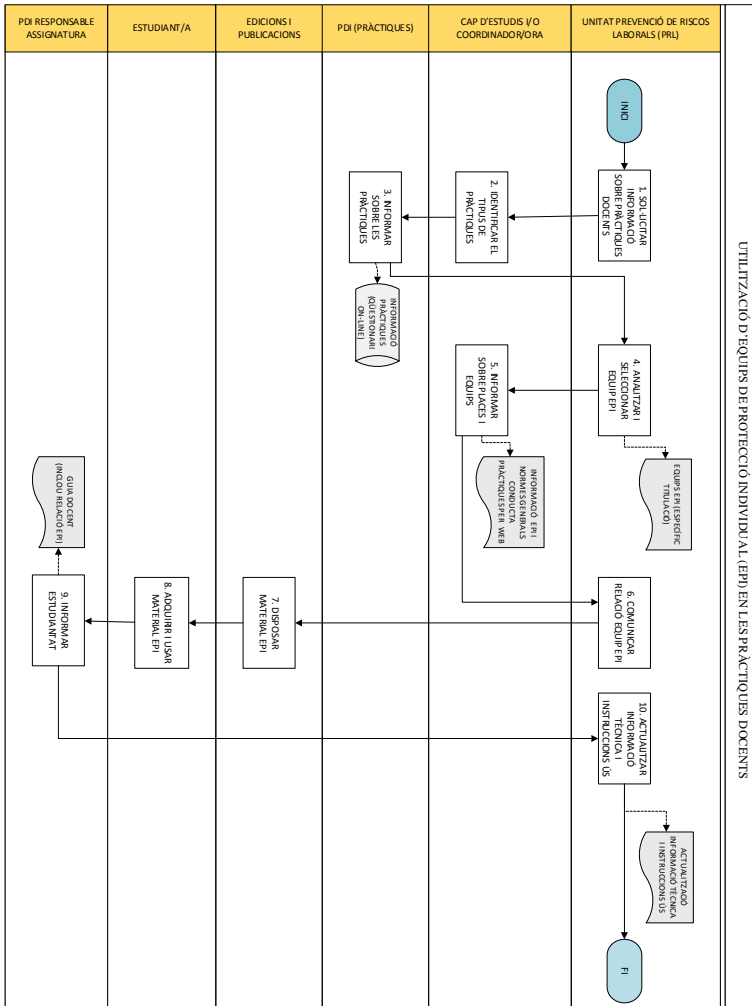 UTILITZACIÓ D'EQUIPS DE PROTECCIÓ INDIVIDUAL (EPI) EN LES PRÀCTIQUES DOCENTS
PDI RESPONSABLE
ASSIGNATURA
ESTUDIANT/A
EDICIONS I
PUBLICACIONS
PDI (PRÀCTIQUES)
CAP D'ESTUDIS I/O
COORDINADOR/ORA
UNITAT PREVENCIÓ DE RISCOS
LABORALS (PRL)
INICI
1. SOL·LICITAR
INFORMACIÓ
SOBRE PRÀCTIQUES
DOCENTS
2. IDENTIFICAR EL
TIPUS DE
PRÀCTIQUES
3. INFORMAR
SOBRE LES
PRÀCTIQUES
INFORMACIÓ
PRÀCTIQUES
(QÜESTIONARI
ON-LINE)
4. ANALITZAR I
SELECCIONAR
EQUIP EPI
EQUIPS EPI (ESPECÍFIC
TITULACIÓ)
5. INFORMAR
SOBRE PLACES I
EQUIPS
INFORMACIÓ EPI I
NORMES GENERALS
CONDUCTA
PRÀCTIQUES PER WEB
6. COMUNICAR
RELACIÓ EQUIP EPI
7. DISPOSAR
MATERIAL EPI
8. ADQUIRIR I USAR
MATERIAL EPI
9. INFORMAR
ESTUDIANTAT
GUIA DOCENT
(INCLOU RELACIÓ EPI)
10. ACTUALITZAR
INFORMACIÓ
TÈCNICA I
INSTRUCCIONS ÚS
ACTUALITZACIÓ
INFORMACIÓ TÈCNICA
I INSTRUCCIONS ÚS
FI